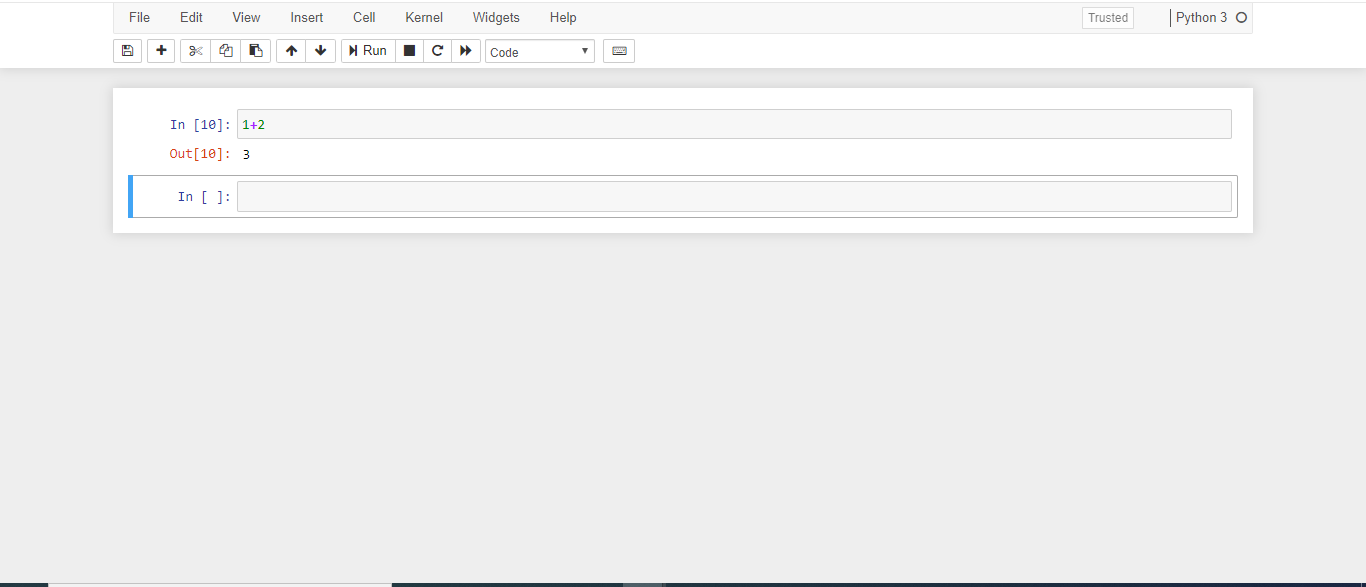 File Edit View Insert Cell Kernel Widgets Help Trusted Python 3
Run Code
In [10]: 1+2
Out[10]: 3
In [ ]: